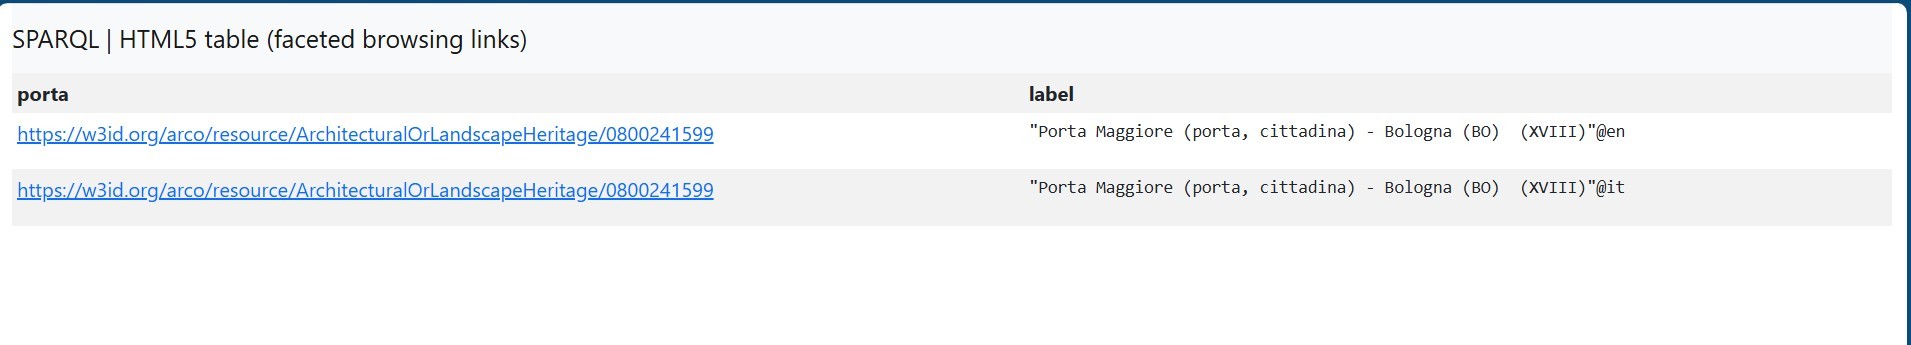 SPARQL | HTML5 table (faceted browsing links)
porta label
https://w3id.org/arco/resource/ArchitecturalOrLandscapeHeritage/0800241599 "Porta Maggiore (porta, cittadina) - Bologna (BO)  (XVIII)"@en
https://w3id.org/arco/resource/ArchitecturalOrLandscapeHeritage/0800241599 "Porta Maggiore (porta, cittadina) - Bologna (BO)  (XVIII)"@it